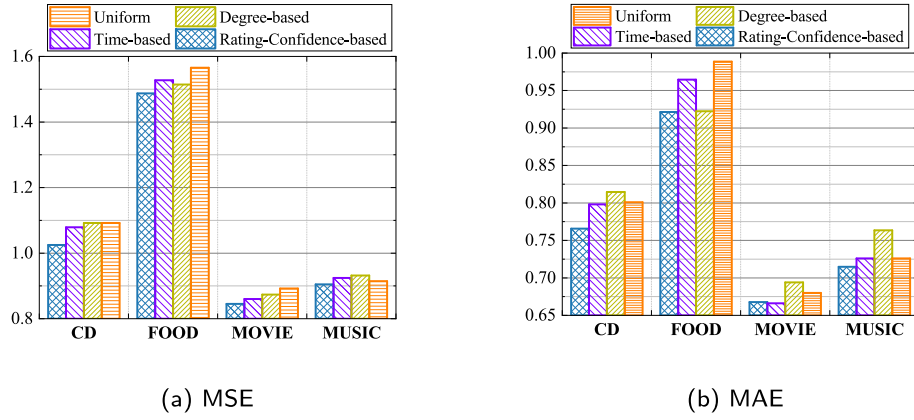 Uniform Degree-based
Time-based Rating-Confidence-based
1.6
1.4
1.2
1.0
0.8
CD FOOD MOVIE MUSIC
(a) MSE
Uniform Degree-based
Time-based Rating-Confidence-based
1.00
0.95
0.90
0.85
0.80
0.75
0.70
0.65
CD FOOD MOVIE MUSIC
(b) MAE